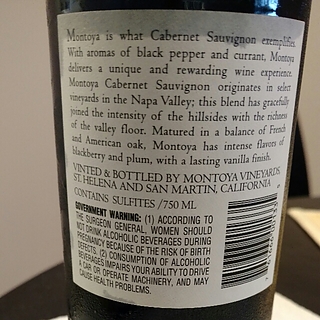 Montoya is what Cabernet Sauvignon exemplifies.
With aromas of black pepper and currant, Montoya
delivers a unique and rewarding wine experience.
Montoya Cabernet Sauvignon originates in select
vineyards in the Napa Valley; this blend has gracefully
joined the intensity of the hillsides with the richness
of the valley floor. Matured in a balance of French
and American oak, Montoya has intense flavors of
blackberry and plum, with a lasting vanilla finish.
VINTED & BOTTLED BY MONTOYA VINEYARDS,
ST. HELENA AND SAN MARTIN, CALIFORNIA
CONTAINS SULFITES /750 ML
GOVERNMENT WARNING: (1) ACCORDING TO
THE SURGEON GENERAL, WOMEN SHOULD
NOT DRINK ALCOHOLIC BEVERAGES DURING
PREGNANCY BECAUSE OF THE RISK OF BIRTH
DEFECTS. (2) CONSUMPTION OF ALCOHOLIC
BEVERAGES IMPAIRS YOUR ABILITY TO DRIVE
A CAR OR OPERATE MACHINERY, AND MAY
CAUSE HEALTH PROBLEMS.